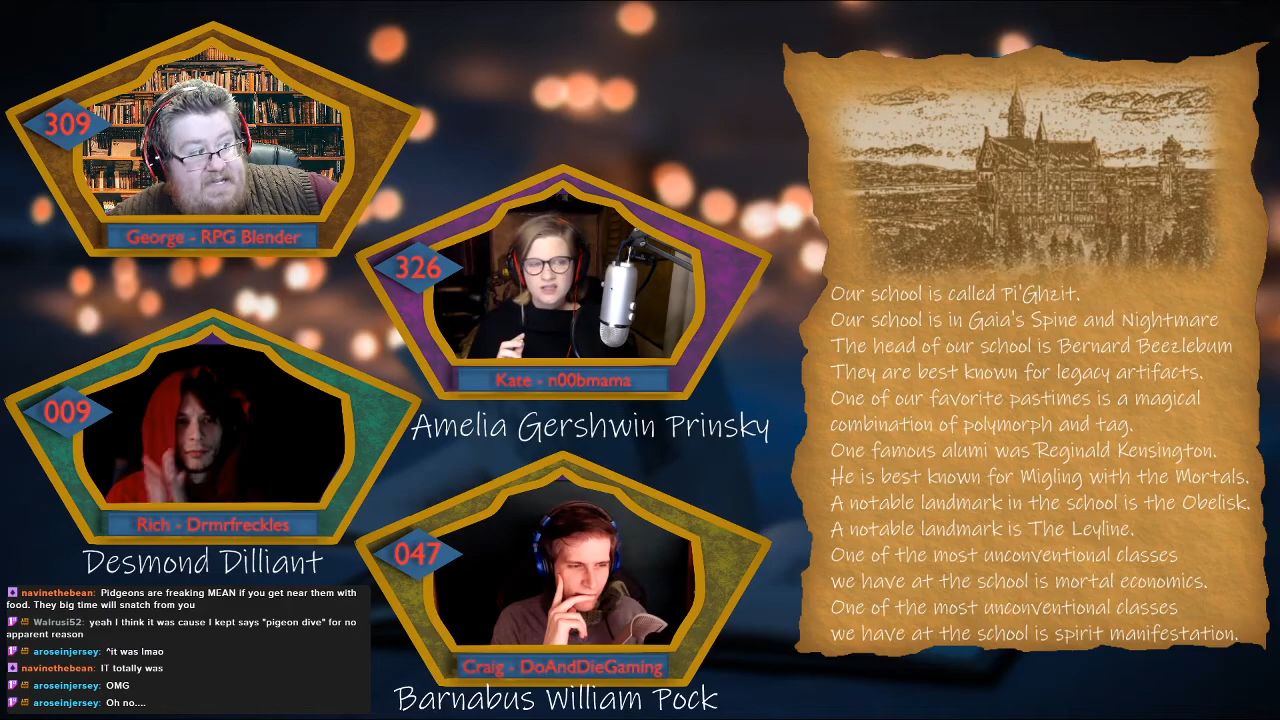 309
George - RPG Blender
326
Kate - n00bmama
Amelia Gershwin Prinsky
009
Rich - Drmrfreckles
Desmond Dilliant
047
Craig - DoAndDieGaming
Barnabus William Pock
navinethebean: Pidgeons are freaking MEAN if you get near them with
food. They big time will snatch from you
Walrusi52: yeah I think it was cause I kept says "pigeon dive" for no
apparent reason
aroseinjersey: ^it was lmao
navinethebean: IT totally was
aroseinjersey: OMG
aroseinjersey: Oh no....
Our school is called Pi'Ghzit.
Our school is in Gaia's Spine and Nightmare
The head of our school is Bernard Beezlebum
They are best known for legacy artifacts.
One of our favorite pastimes is a magical
combination of polymorph and tag.
One famous alumi was Reginald Kensington.
He is best known for Migling with the Mortals.
A notable landmark in the school is the Obelisk.
A notable landmark is The Leyline.
One of the most unconventional classes
we have at the school is mortal economics.
One of the most unconventional classes
we have at the school is spirit manifestation.